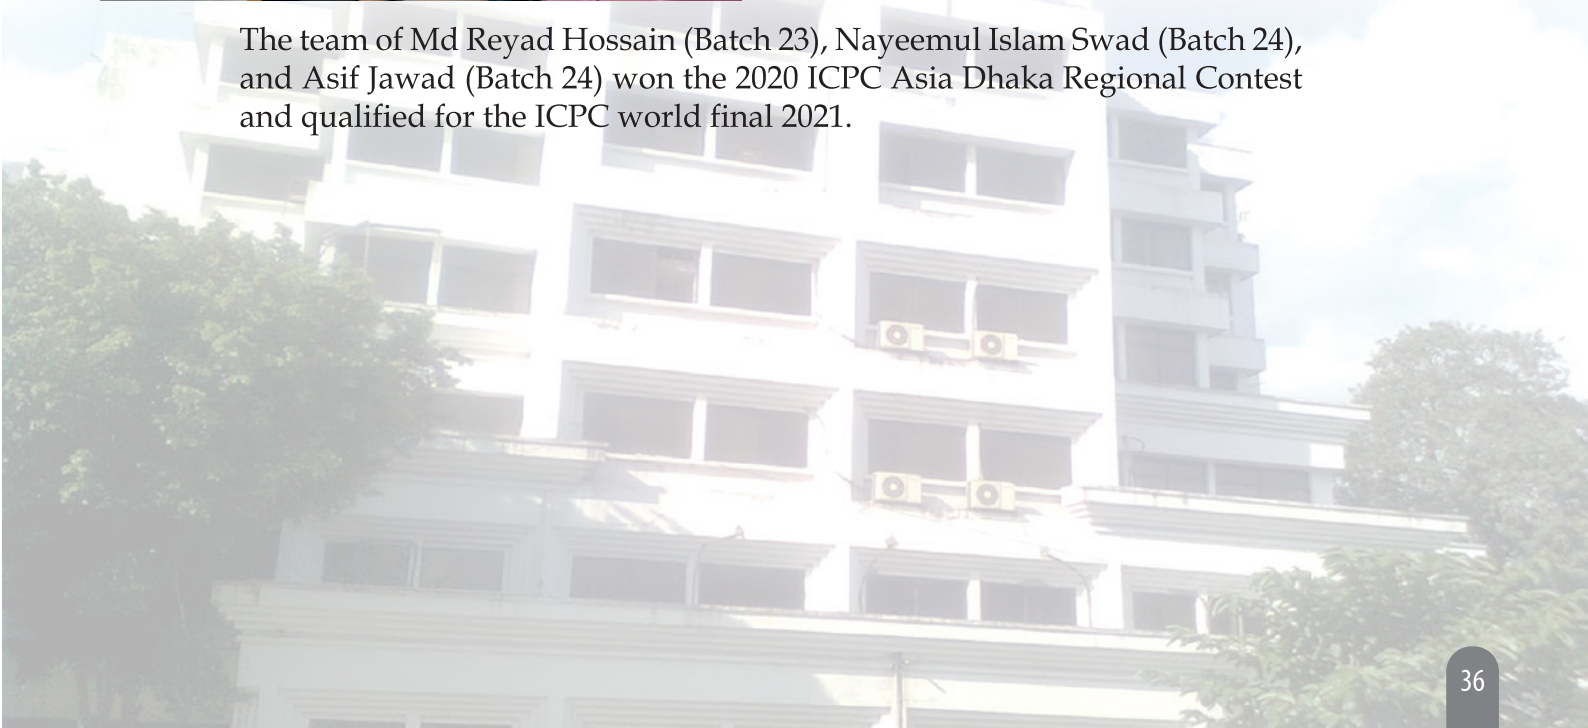 The team of Md Reyad Hossain (Batch 23), Nayeemul Islam Swad (Batch 24),
and Asif Jawad (Batch 24) won the 2020 ICPC Asia Dhaka Regional Contest
and qualified for the ICPC world final 2021.
36